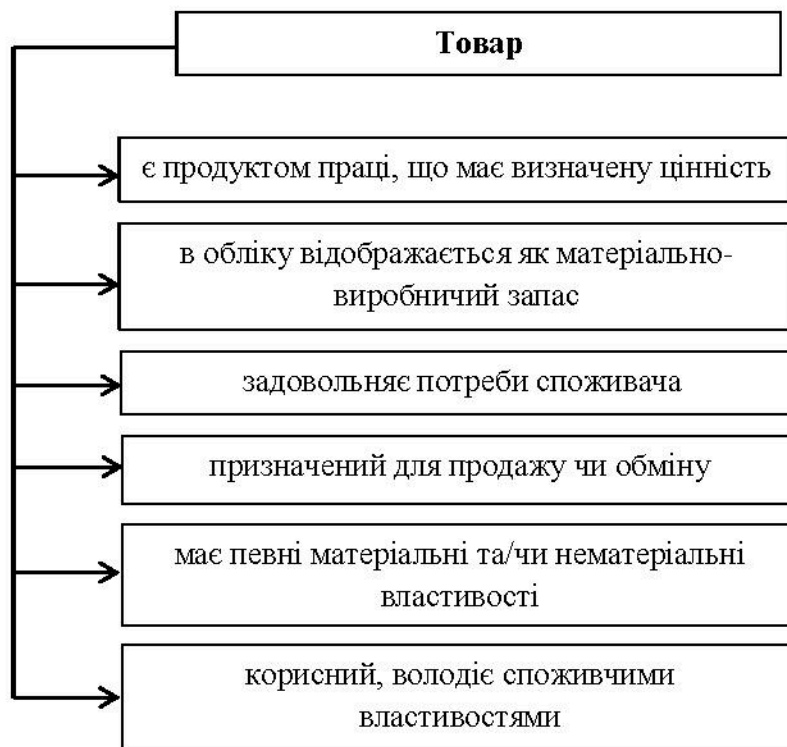 Товар
є продуктом праці, що має визначену цінність
в обліку відображається як матеріально-
виробничий запас
задовольняє потреби споживача
призначений для продажу чи обміну
має певні матеріальні та/чи нематеріальні
властивості
корисний, володіє споживчими
властивостями